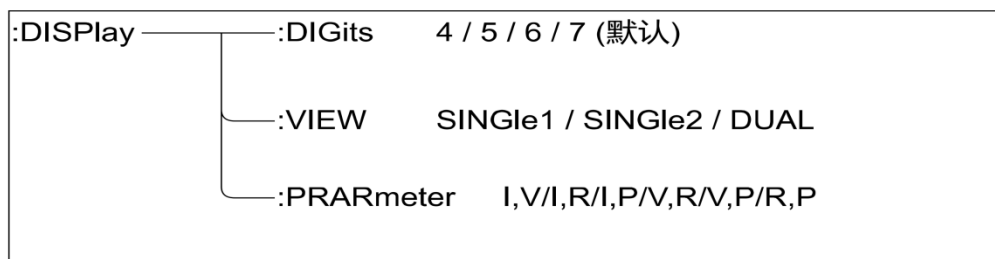 :DISPlay :DIGits 4 / 5 / 6 / 7 (默认)
:VIEW SINGle1 / SINGle2 / DUAL
:PRARmeter I,V/I,R/I,P/V,R/V,P/R,P